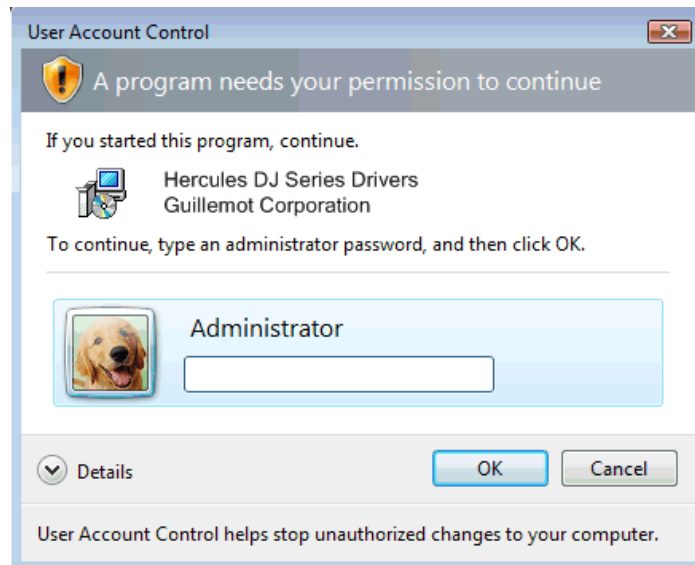 User Account Control
A program needs your permission to continue
If you started this program, continue.
Hercules DJ Series Drivers
Guillemot Corporation
To continue, type an administrator password, and then click OK.
Administrator
Details
OK
Cancel
User Account Control helps stop unauthorized changes to your computer.